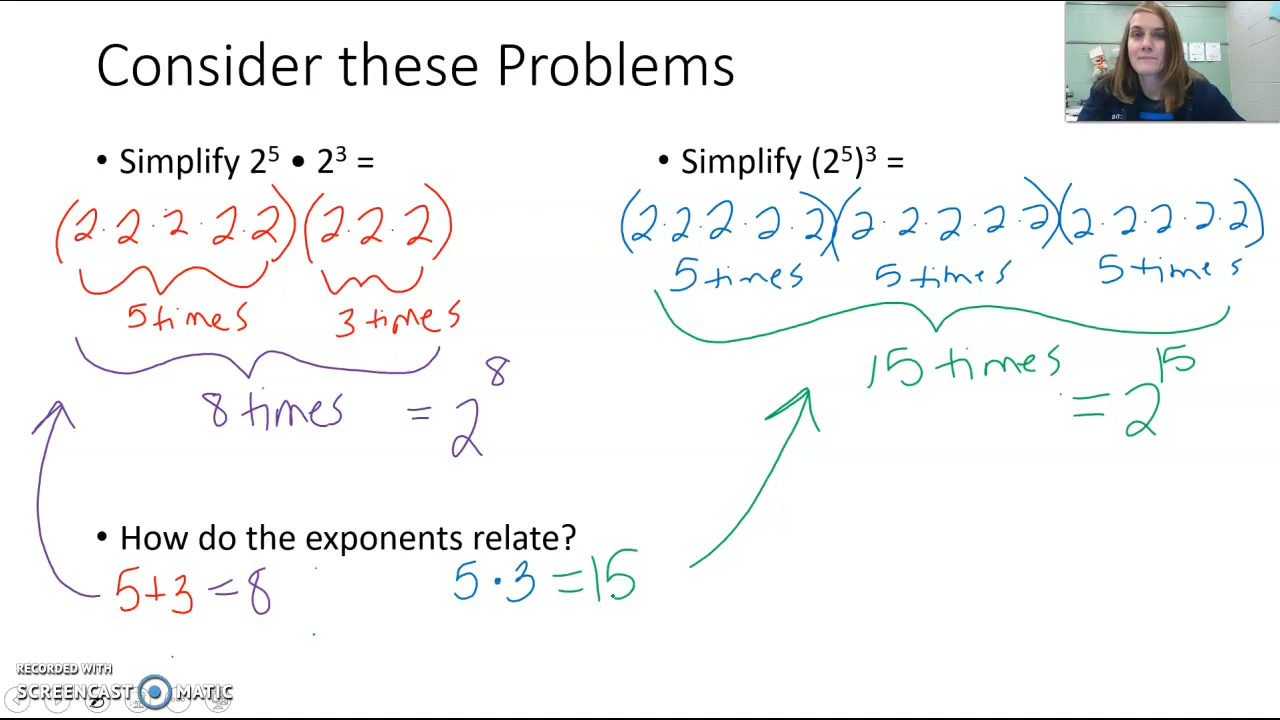 Consider these Problems
• Simplify 2⁵ • 2³ =
(2·2·2·2·2)(2·2·2)
5 times 3 times
8 times = 2⁸
• Simplify (2⁵)³ =
(2·2·2·2·2)(2·2·2·2·2)(2·2·2·2·2)
5 times 5 times 5 times
15 times
= 2¹⁵
• How do the exponents relate?
5+3=8 5·3=15
RECORDED WITH
SCREENCAST MATIC